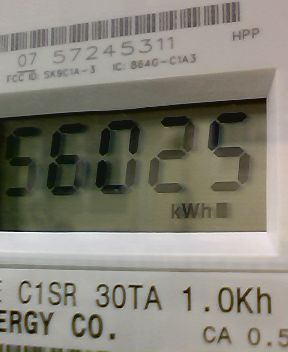 07 57245311
HPP
FCC ID: SK9C1A-3 IC: 864G-C1A3
56025
kWh
C1SR 30TA 1.0Kh
ERGY CO.
CA 0.5